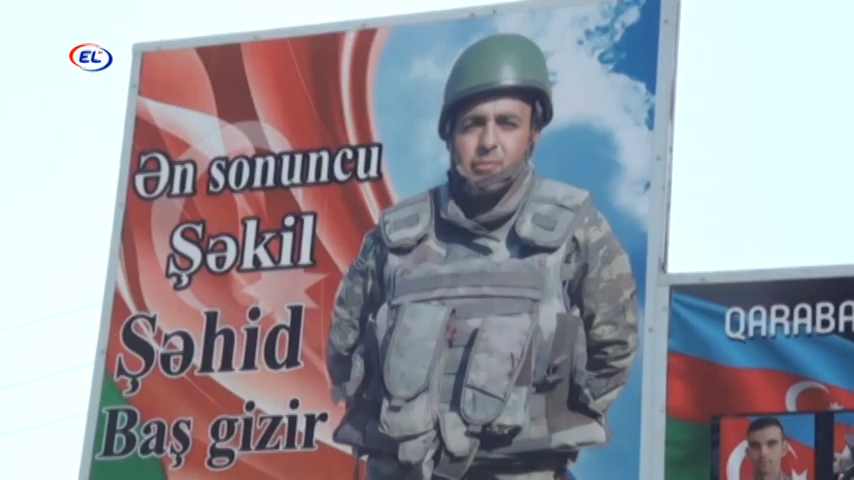 EL
Ən sonuncu
Şəkil
Şəhid
Baş gizir
QARABA